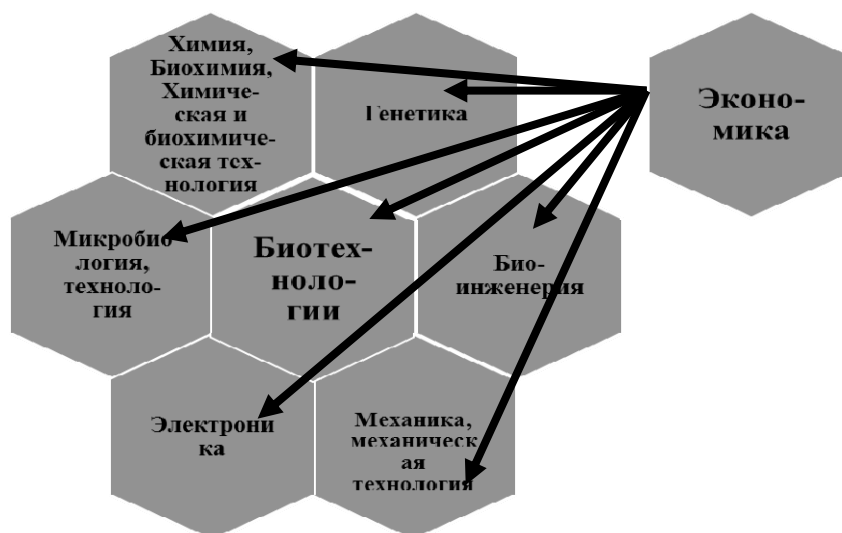 Химия,
Биохимия,
Химиче-
ская и
биохимиче-
ская тех-
нология
Генетика
Эконо-
мика
Микробио
логия,
техноло-
гия
Биотех-
ноло-
гии
Био-
инженерия
Электрони
ка
Механика,
механическ
ая
технология